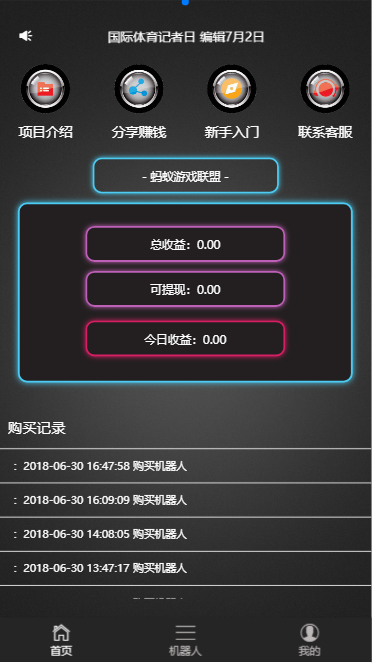 国际体育记者日 编辑7月2日
项目介绍 分享赚钱 新手入门 联系客服
- 蚂蚁游戏联盟 -
总收益：0.00
可提现：0.00
今日收益：0.00
购买记录
：2018-06-30 16:47:58 购买机器人
：2018-06-30 16:09:09 购买机器人
：2018-06-30 14:08:05 购买机器人
：2018-06-30 13:47:17 购买机器人
首页 机器人 我的